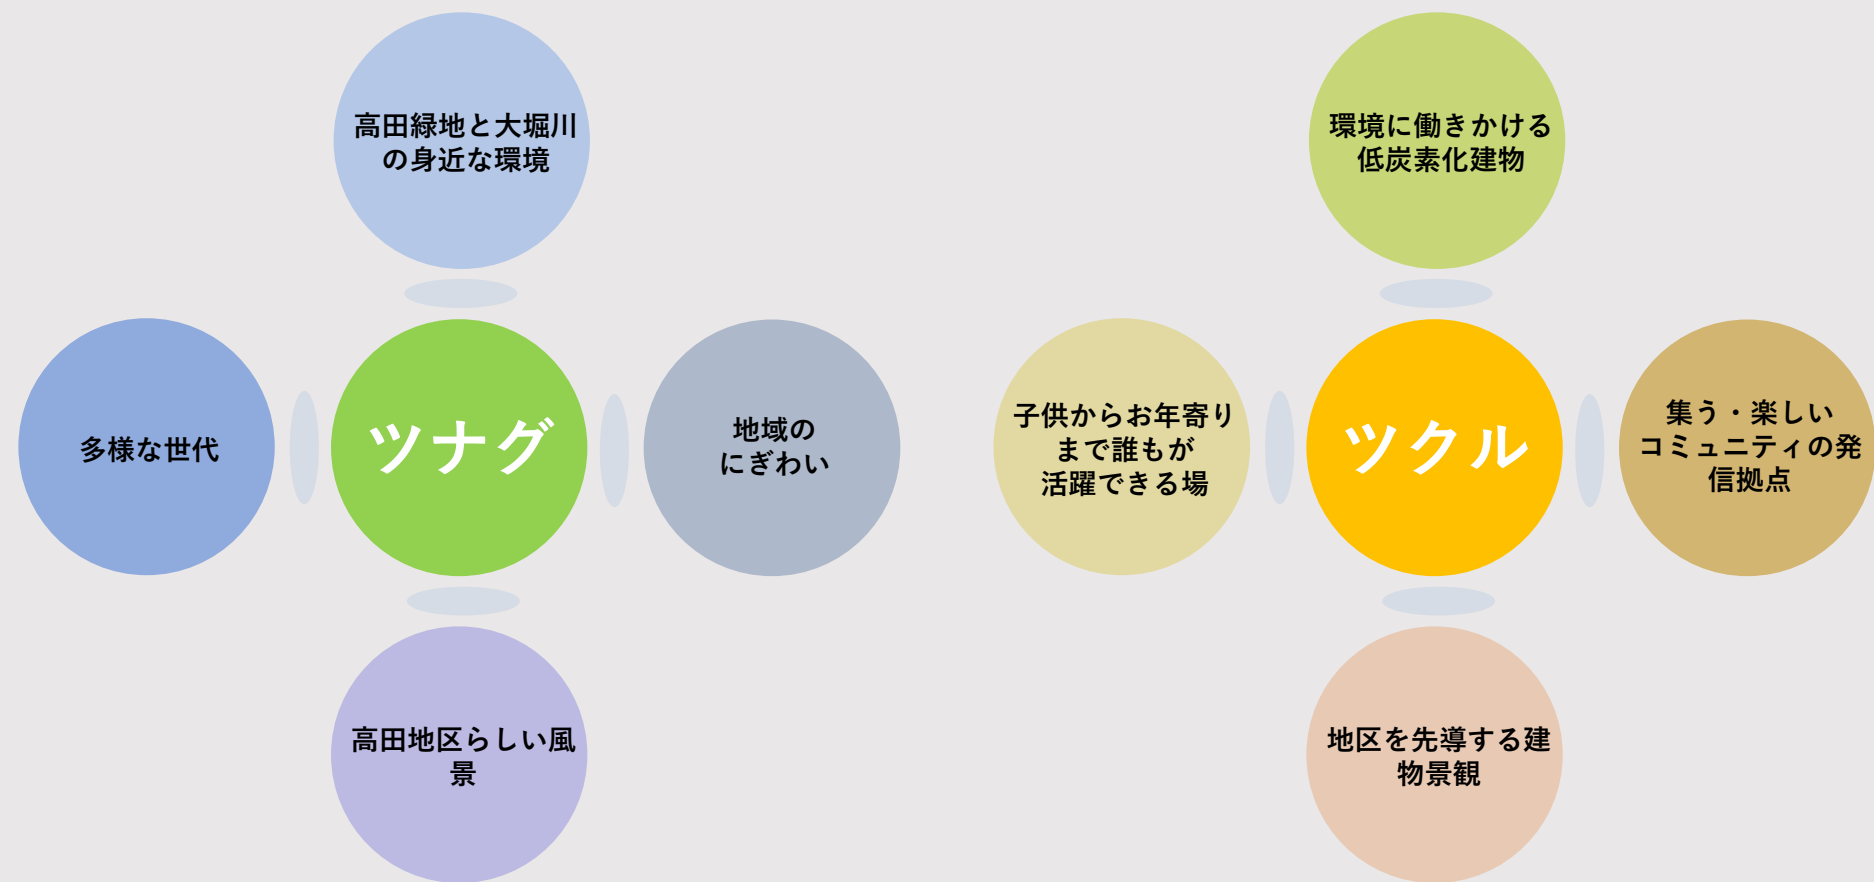 高田緑地と大堀川
の身近な環境
多様な世代
ツナグ
地域の
にぎわい
高田地区らしい風
景
環境に働きかける
低炭素化建物
子供からお年寄り
まで誰もが
活躍できる場
ツクル
集う・楽しい
コミュニティの発
信拠点
地区を先導する建
物景観